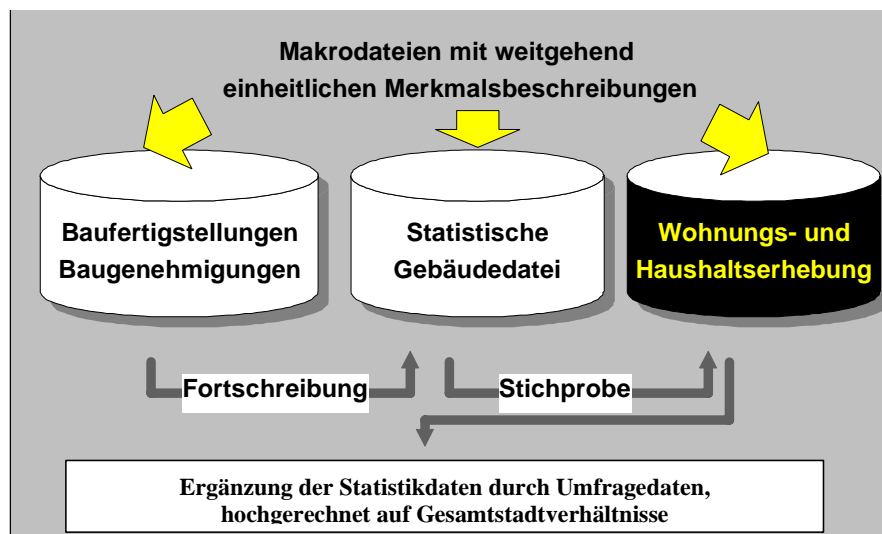 Makrodateien mit weitgehend
einheitlichen Merkmalsbeschreibungen
Baufertigstellungen
Baugenehmigungen
Statistische
Gebäudedatei
Wohnungs- und
Haushaltserhebung
Fortschreibung
Stichprobe
Ergänzung der Statistikdaten durch Umfragedaten,
hochgerechnet auf Gesamtstadtverhältnisse